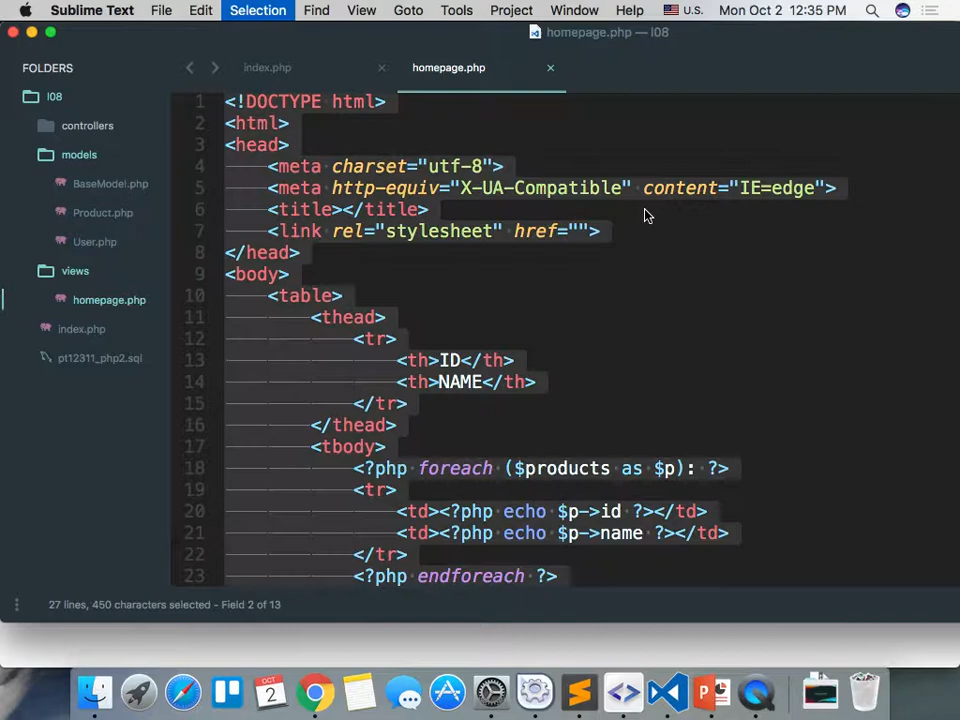 Sublime Text File Edit Selection Find View Goto Tools Project Window Help U.S. Mon Oct 2 12:35 PM
homepage.php — l08
FOLDERS
l08
controllers
models
BaseModel.php
Product.php
User.php
views
homepage.php
index.php
pt12311_php2.sql
index.php × homepage.php ×
1 <!DOCTYPE html>
2 <html>
3 <head>
4 <meta charset="utf-8">
5 <meta http-equiv="X-UA-Compatible" content="IE=edge">
6 <title></title>
7 <link rel="stylesheet" href="">
8 </head>
9 <body>
10 <table>
11 <thead>
12 <tr>
13 <th>ID</th>
14 <th>NAME</th>
15 </tr>
16 </thead>
17 <tbody>
18 <?php foreach ($products as $p): ?>
19 <tr>
20 <td><?php echo $p->id ?></td>
21 <td><?php echo $p->name ?></td>
22 </tr>
23 <?php endforeach ?>
27 lines, 450 characters selected - Field 2 of 13
OCT
2